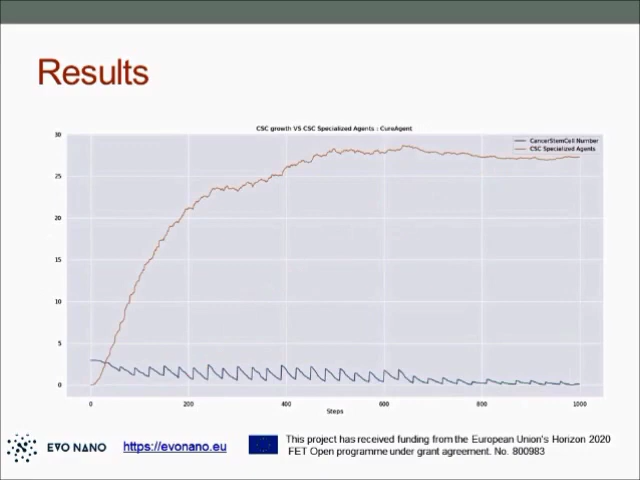 Results
CSC growth VS CSC Specialized Agents : CureAgent
CancerStemCell Number
CSC Specialized Agents
30
25
20
15
10
5
0
0 200 400 600 800 1000
Steps
EVO NANO
https://evonano.eu
This project has received funding from the European Union's Horizon 2020
FET Open programme under grant agreement. No. 800983